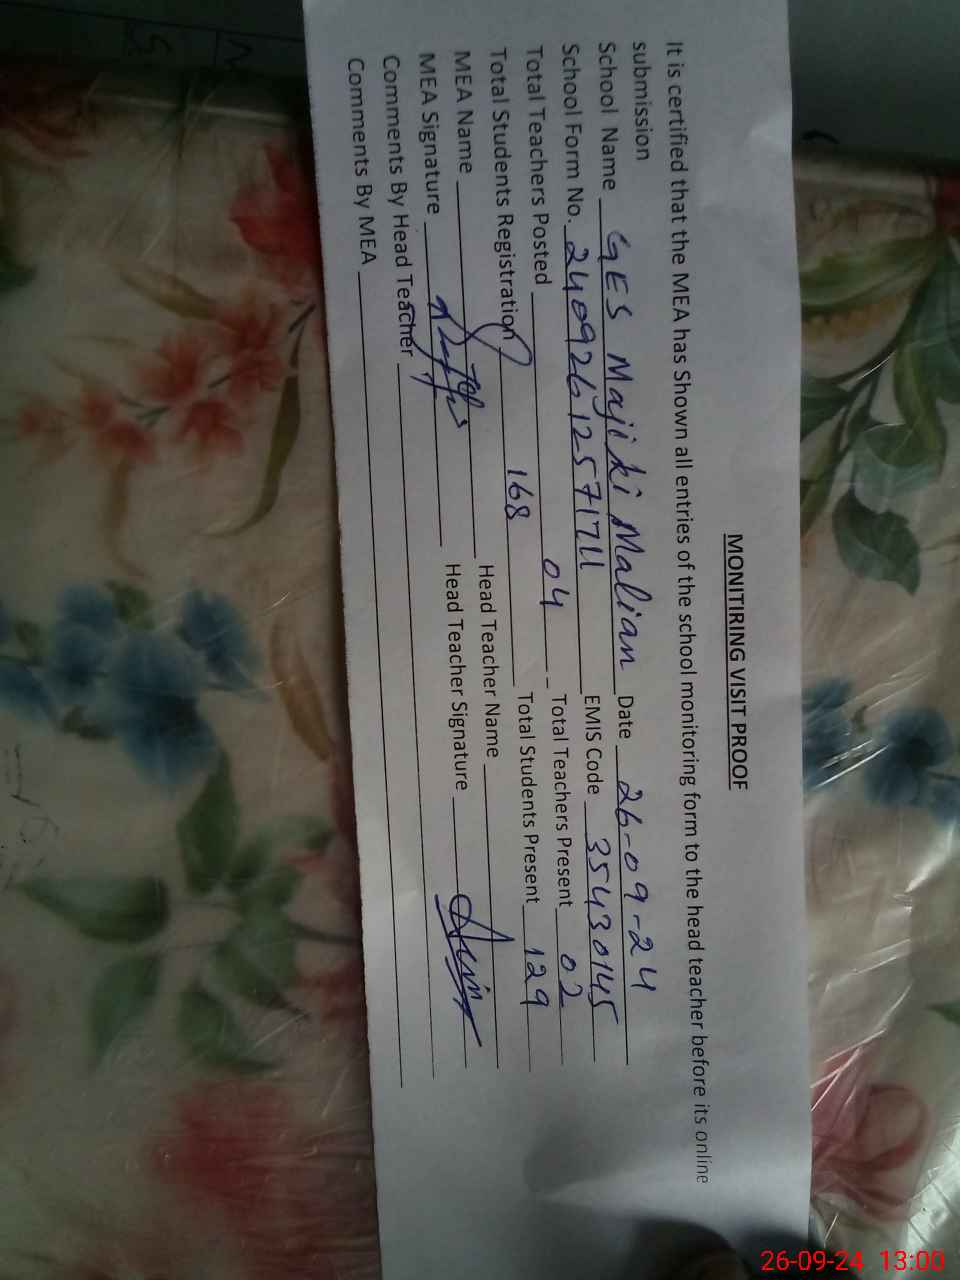 MONITIRING VISIT PROOF
It is certified that the MEA has Shown all entries of the school monitoring form to the head teacher before its online
submission
School Name GES Maji ki Malian Date 26-09-24
School Form No. EMIS Code 35430145
Total Teachers Posted 04 Total Teachers Present 02
Total Students Registration 168 Total Students Present 129
MEA Name Head Teacher Name
MEA Signature Head Teacher Signature
Comments By Head Teacher
Comments By MEA
26-09-24 13:00